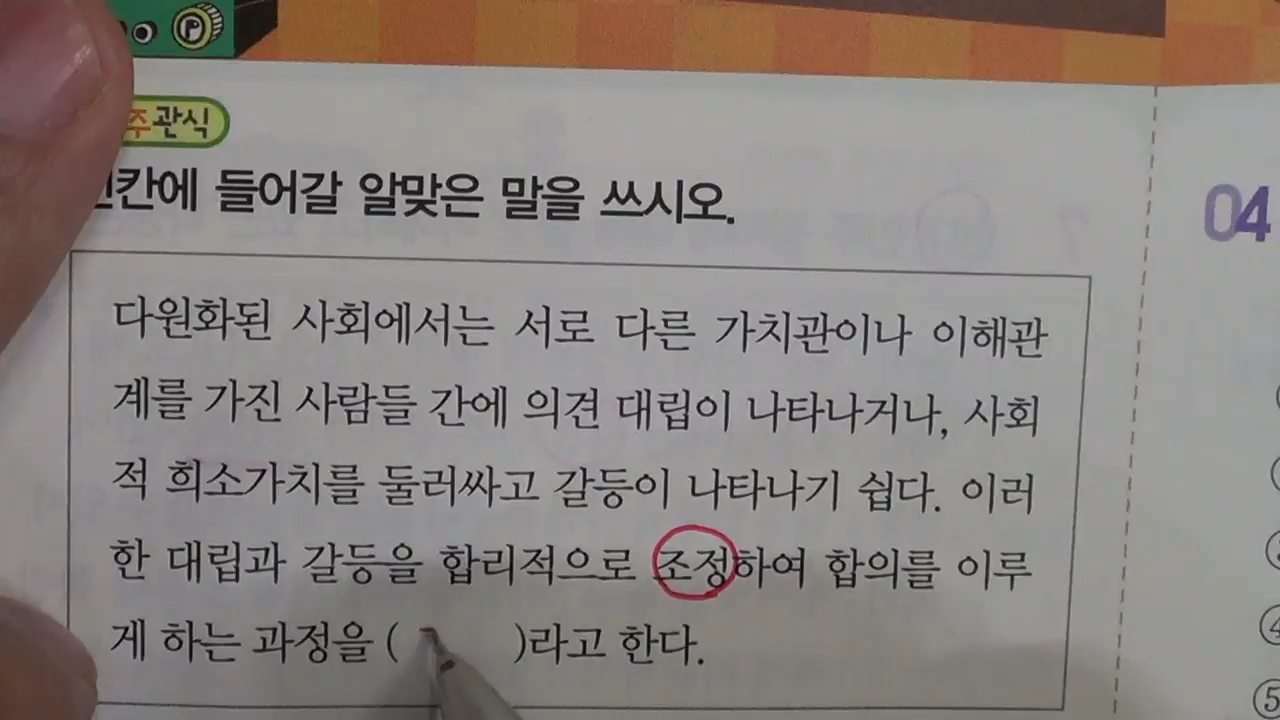 P
주관식
빈칸에 들어갈 알맞은 말을 쓰시오.
다원화된 사회에서는 서로 다른 가치관이나 이해관
계를 가진 사람들 간에 의견 대립이 나타나거나, 사회
적 희소가치를 둘러싸고 갈등이 나타나기 쉽다. 이러
한 대립과 갈등을 합리적으로 조정하여 합의를 이루
게 하는 과정을 ( )라고 한다.
04
④
⑤